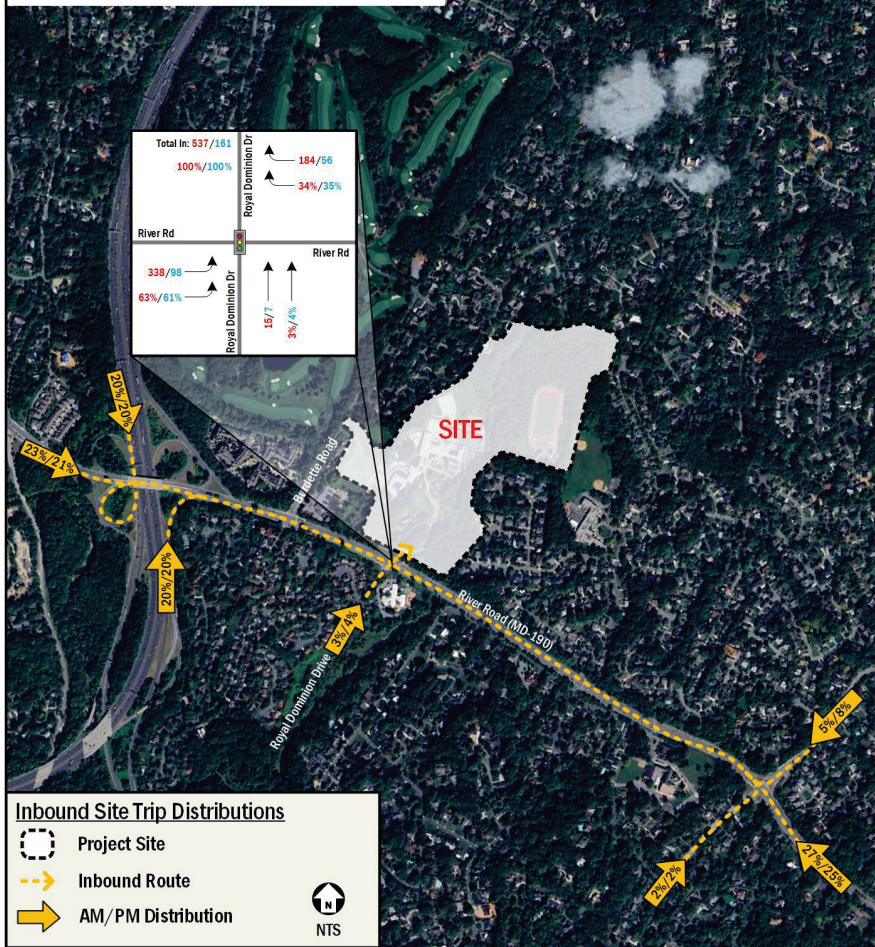 Total In: 537/161
100%/100%
Royal Dominion Dr
184/56
34%/35%
River Rd
River Rd
338/98
63%/61%
Royal Dominion Dr
15/7
3%/4%
20%/20%
23%/21%
20%/20%
Burdette Road
SITE
3%/4%
Royal Dominion Drive
River Road (MD-190)
5%/8%
2%/2%
27%/25%
Inbound Site Trip Distributions
Project Site
Inbound Route
AM/PM Distribution
N
NTS